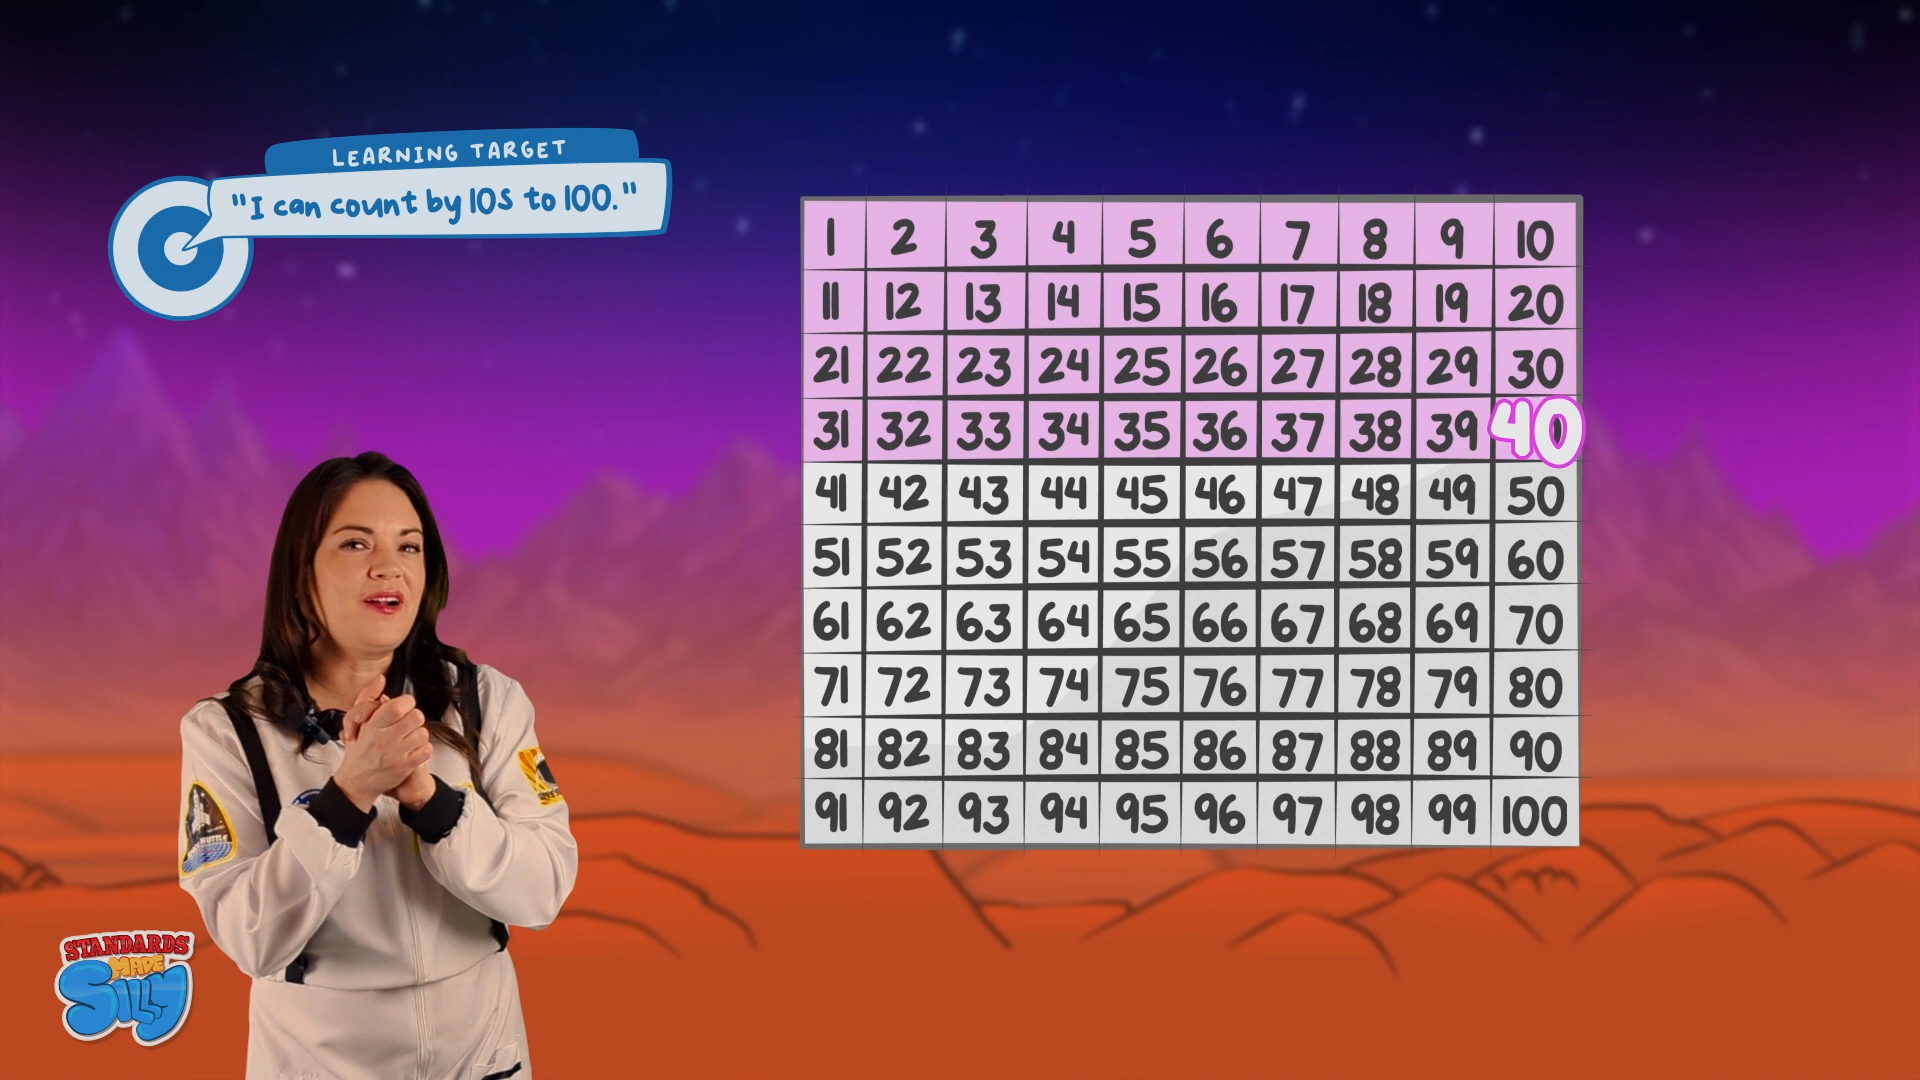 LEARNING TARGET
"I can count by 10s to 100."
1 2 3 4 5 6 7 8 9 10
11 12 13 14 15 16 17 18 19 20
21 22 23 24 25 26 27 28 29 30
31 32 33 34 35 36 37 38 39 40
41 42 43 44 45 46 47 48 49 50
51 52 53 54 55 56 57 58 59 60
61 62 63 64 65 66 67 68 69 70
71 72 73 74 75 76 77 78 79 80
81 82 83 84 85 86 87 88 89 90
91 92 93 94 95 96 97 98 99 100
STANDARDS
MADE
SILLY